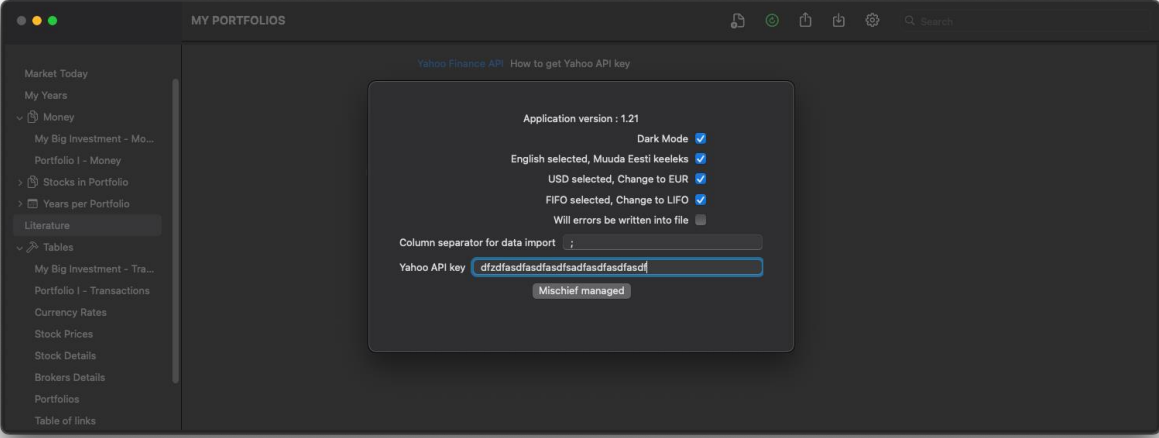 MY PORTFOLIOS
Search
Market Today
My Years
Money
My Big Investment - Mo...
Portfolio I - Money
Stocks in Portfolio
Years per Portfolio
Literature
Tables
My Big Investment - Tra...
Portfolio I - Transactions
Currency Rates
Stock Prices
Stock Details
Brokers Details
Portfolios
Table of links
Yahoo Finance API How to get Yahoo API key
Application version : 1.21
Dark Mode
English selected, Muuda Eesti keeleks
USD selected, Change to EUR
FIFO selected, Change to LIFO
Will errors be written into file
Column separator for data import ;
Yahoo API key dfzdfasdfasdfasdfsadfasdfasdfasdf
Mischief managed